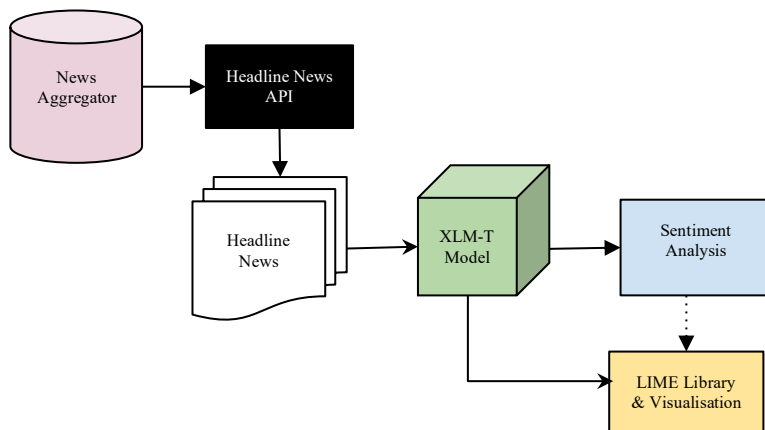 News
Aggregator
Headline News
API
Headline
News
XLM-T
Model
Sentiment
Analysis
LIME Library
& Visualisation